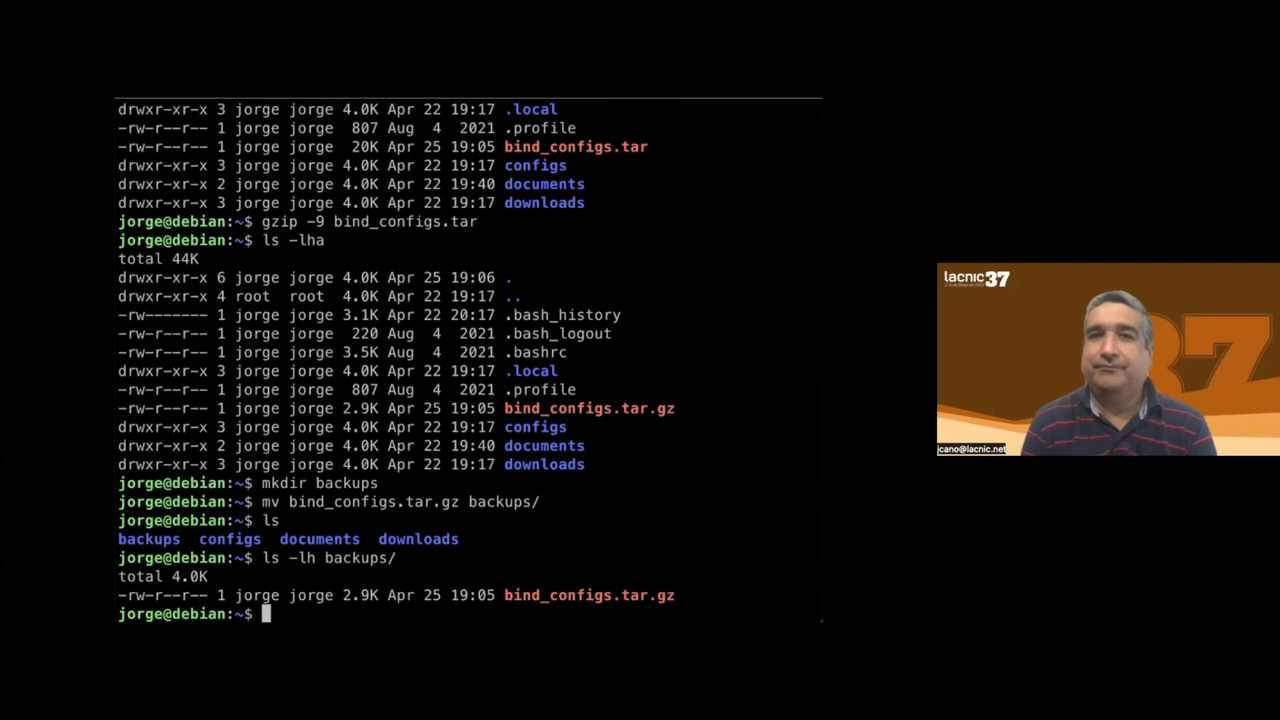 drwxr-xr-x 3 jorge jorge 4.0K Apr 22 19:17 .local
-rw-r--r-- 1 jorge jorge  807 Aug  4  2021 .profile
-rw-r--r-- 1 jorge jorge  20K Apr 25 19:05 bind_configs.tar
drwxr-xr-x 3 jorge jorge 4.0K Apr 22 19:17 configs
drwxr-xr-x 2 jorge jorge 4.0K Apr 22 19:40 documents
drwxr-xr-x 3 jorge jorge 4.0K Apr 22 19:17 downloads
jorge@debian:~$ gzip -9 bind_configs.tar
jorge@debian:~$ ls -lha
total 44K
drwxr-xr-x 6 jorge jorge 4.0K Apr 25 19:06 .
drwxr-xr-x 4 root  root  4.0K Apr 22 19:17 ..
-rw------- 1 jorge jorge 3.1K Apr 22 20:17 .bash_history
-rw-r--r-- 1 jorge jorge  220 Aug  4  2021 .bash_logout
-rw-r--r-- 1 jorge jorge 3.5K Aug  4  2021 .bashrc
drwxr-xr-x 3 jorge jorge 4.0K Apr 22 19:17 .local
-rw-r--r-- 1 jorge jorge  807 Aug  4  2021 .profile
-rw-r--r-- 1 jorge jorge 2.9K Apr 25 19:05 bind_configs.tar.gz
drwxr-xr-x 3 jorge jorge 4.0K Apr 22 19:17 configs
drwxr-xr-x 2 jorge jorge 4.0K Apr 22 19:40 documents
drwxr-xr-x 3 jorge jorge 4.0K Apr 22 19:17 downloads
jorge@debian:~$ mkdir backups
jorge@debian:~$ mv bind_configs.tar.gz backups/
jorge@debian:~$ ls
backups  configs  documents  downloads
jorge@debian:~$ ls -lh backups/
total 4.0K
-rw-r--r-- 1 jorge jorge 2.9K Apr 25 19:05 bind_configs.tar.gz
jorge@debian:~$
lacnic 37
37
jcano@lacnic.net